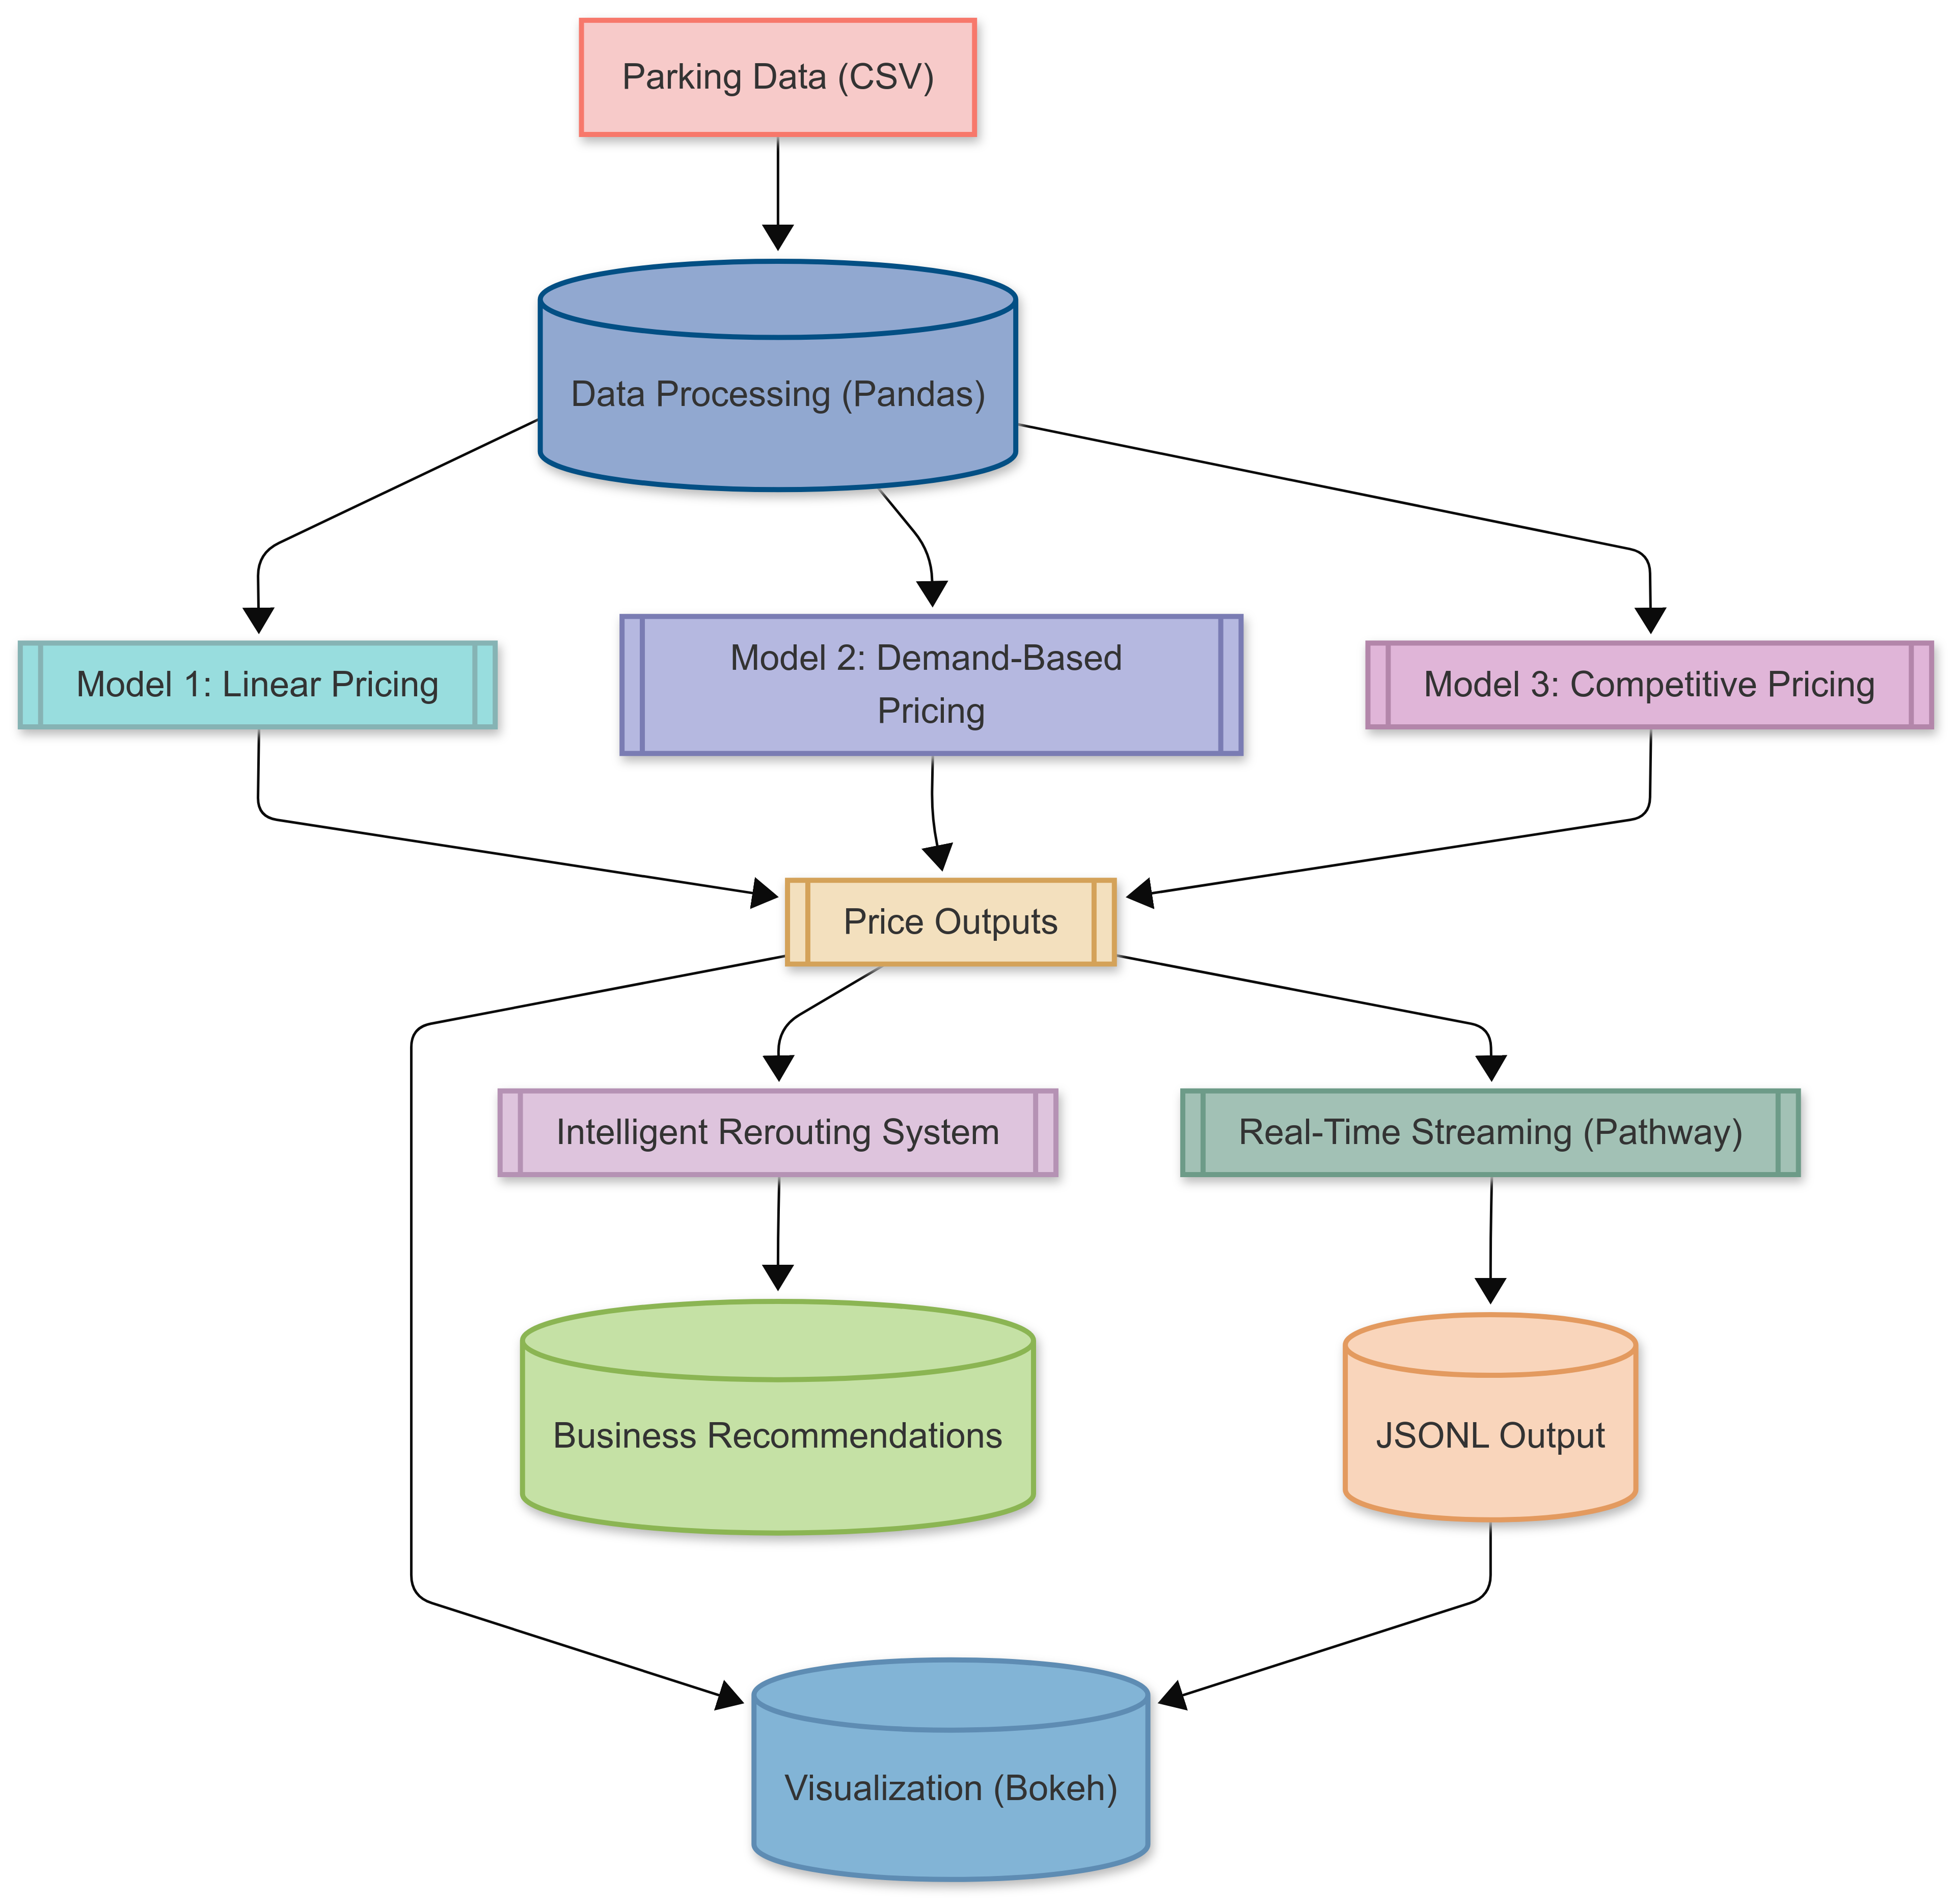 Parking Data (CSV)
Data Processing (Pandas)
Model 1: Linear Pricing
Model 2: Demand-Based
Pricing
Model 3: Competitive Pricing
Price Outputs
Intelligent Rerouting System
Real-Time Streaming (Pathway)
Business Recommendations
JSONL Output
Visualization (Bokeh)